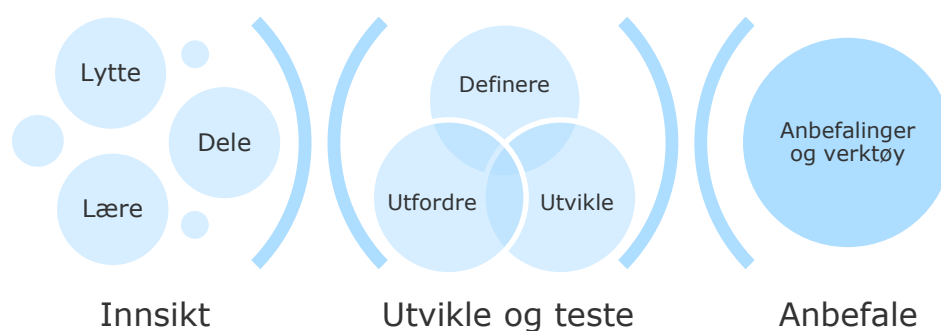 Lytte
Dele
Lære
Innsikt
Definere
Utfordre
Utvikle
Utvikle og teste
Anbefalinger
og verktøy
Anbefale